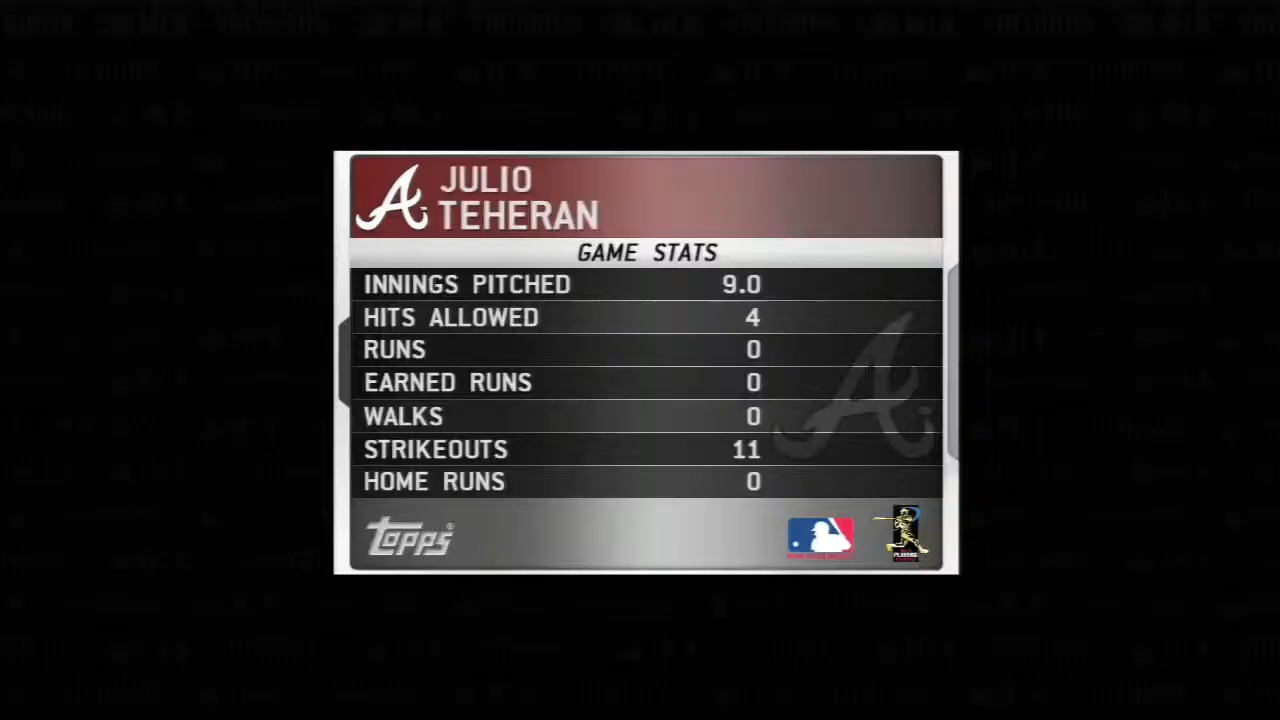 JULIO
TEHERAN
GAME STATS
INNINGS PITCHED 9.0
HITS ALLOWED 4
RUNS 0
EARNED RUNS 0
WALKS 0
STRIKEOUTS 11
HOME RUNS 0
Topps®
PLAYERS